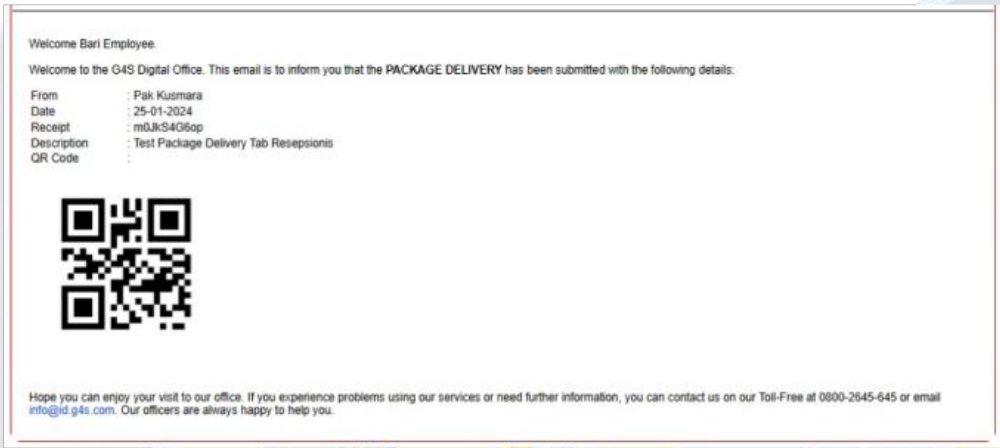 Welcome Bari Employee.
Welcome to the G4S Digital Office. This email is to inform you that the PACKAGE DELIVERY has been submitted with the following details:
From : Pak Kusmara
Date : 25-01-2024
Receipt : m0JkS4G6op
Description : Test Package Delivery Tab Resepsionis
QR Code :
Hope you can enjoy your visit to our office. If you experience problems using our services or need further information, you can contact us on our Toll-Free at 0800-2645-645 or email
info@id.g4s.com. Our officers are always happy to help you.